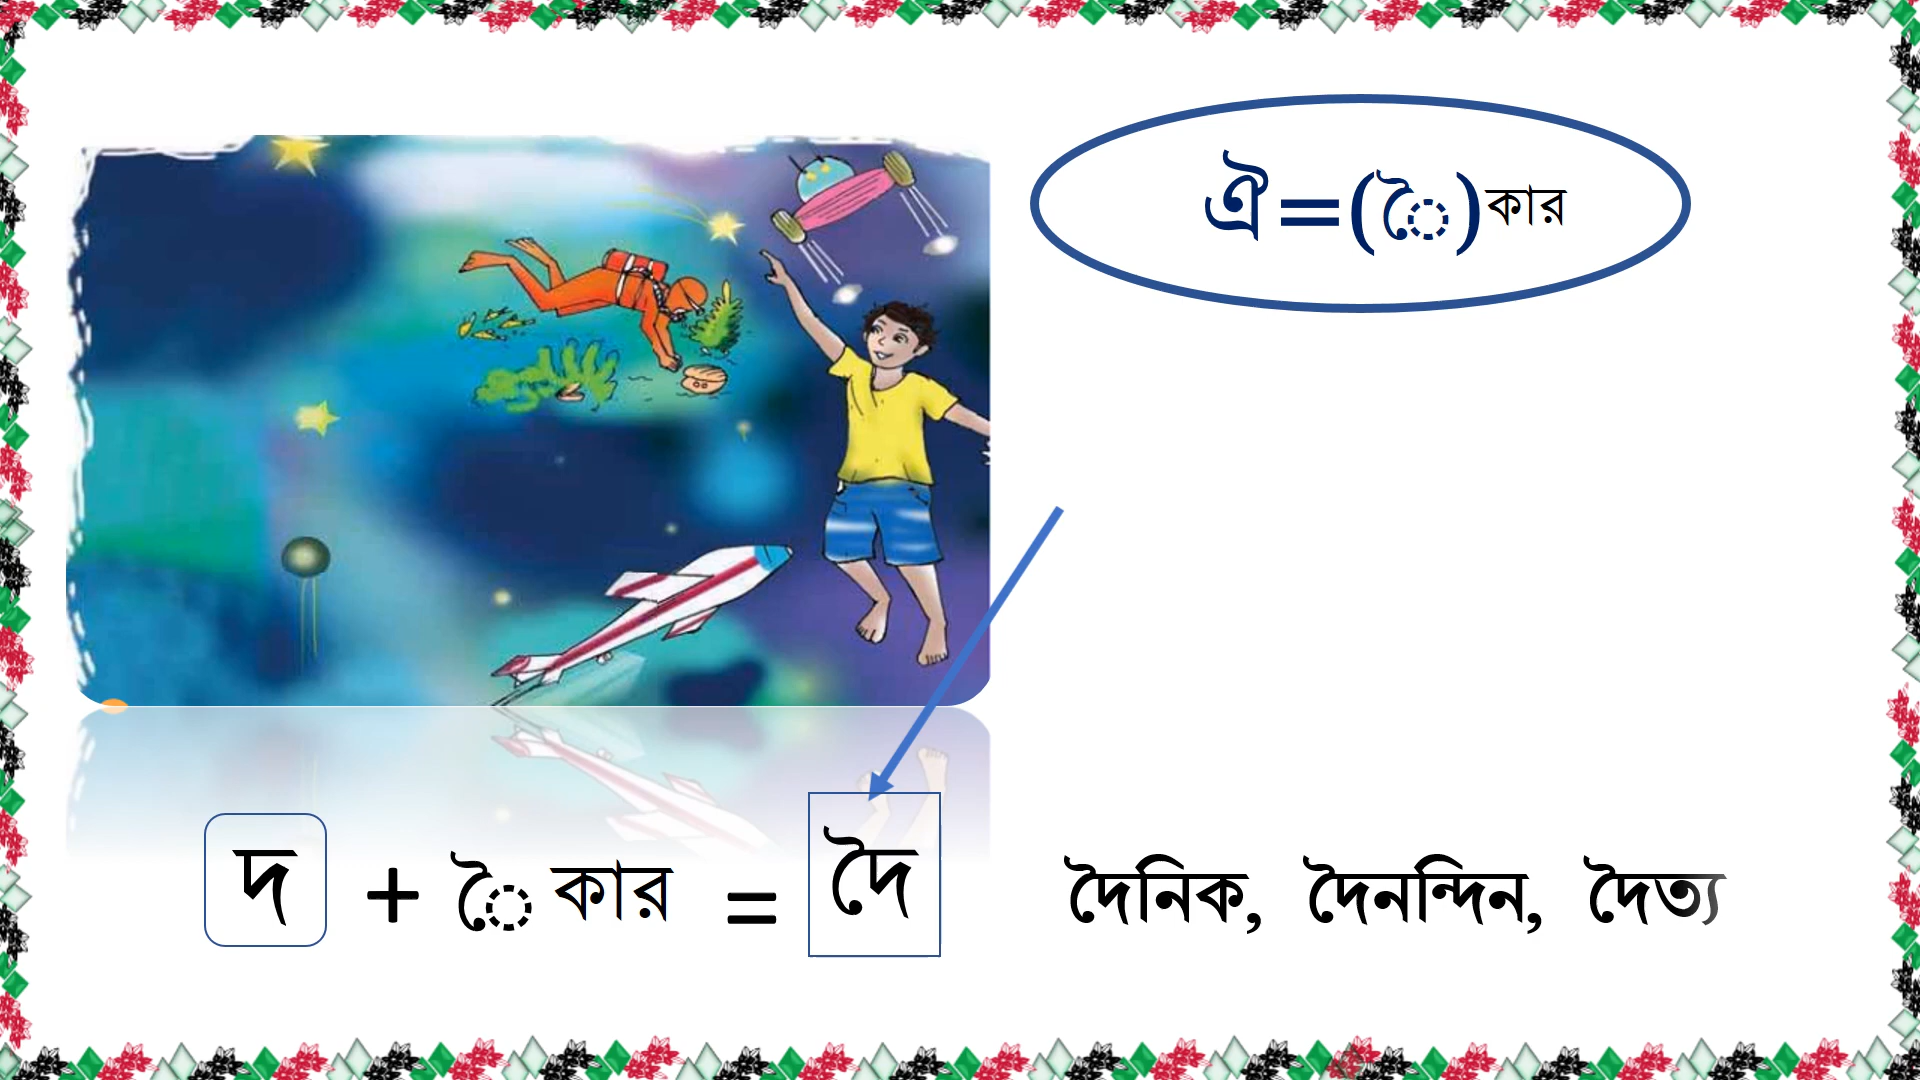 ঐ=(ৈ)কার
দ + ৈ কার = দৈ দৈনিক, দৈনন্দিন, দৈত্য